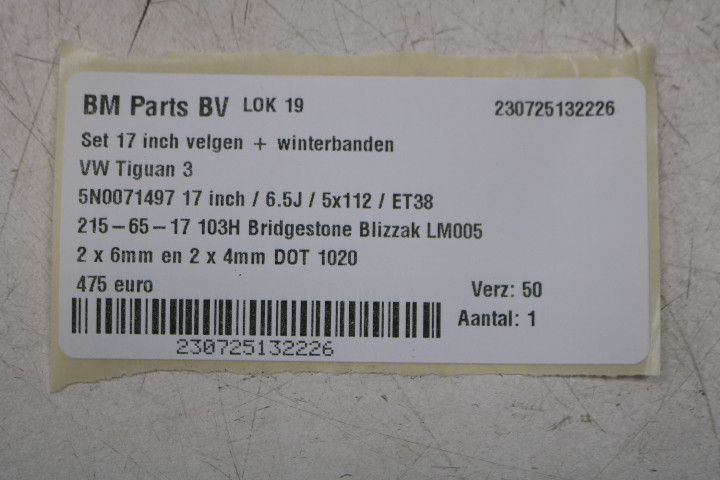 BM Parts BV LOK 19 230725132226
Set 17 inch velgen + winterbanden
VW Tiguan 3
5N0071497 17 inch / 6.5J / 5x112 / ET38
215-65-17 103H Bridgestone Blizzak LM005
2 x 6mm en 2 x 4mm DOT 1020
475 euro Verz: 50
Aantal: 1
230725132226